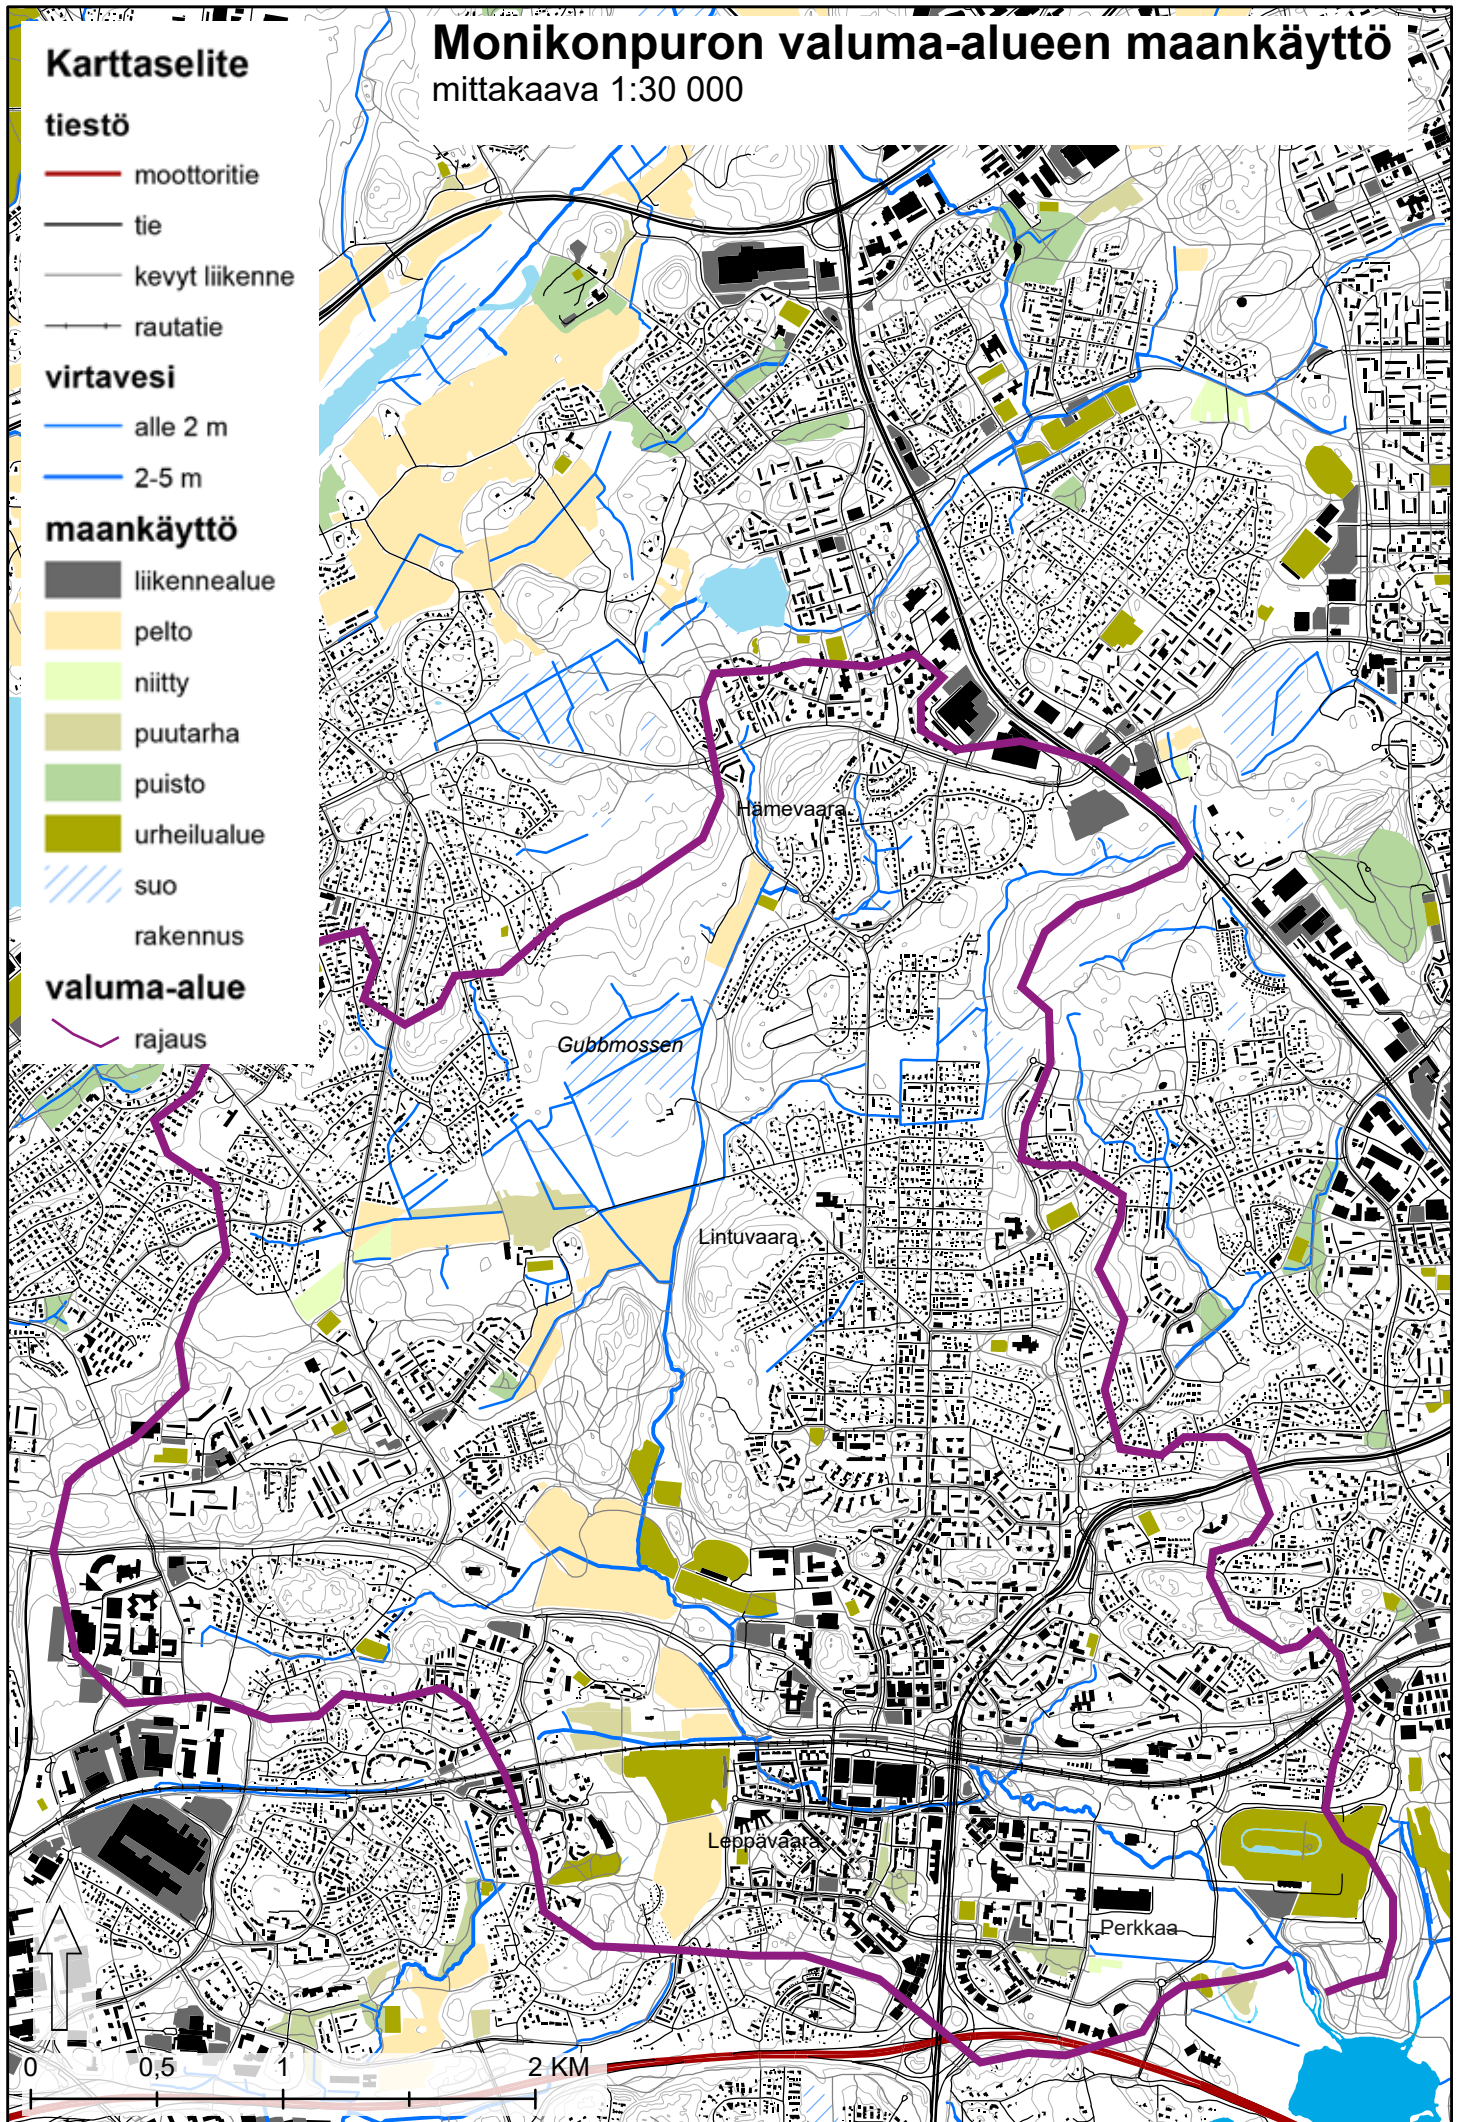 Monikonpuron valuma-alueen maankäyttö
mittakaava 1:30 000
Karttaselite
tiestö
moottoritie
tie
kevyt liikenne
rautatie
virtavesi
alle 2 m
2-5 m
maankäyttö
liikennealue
pelto
niitty
puutarha
puisto
urheilualue
suo
rakennus
valuma-alue
rajaus
Hämevaara
Gubbmossen
Lintuvaara
Leppävaara
Perkkaa
0 0,5 1 2 KM